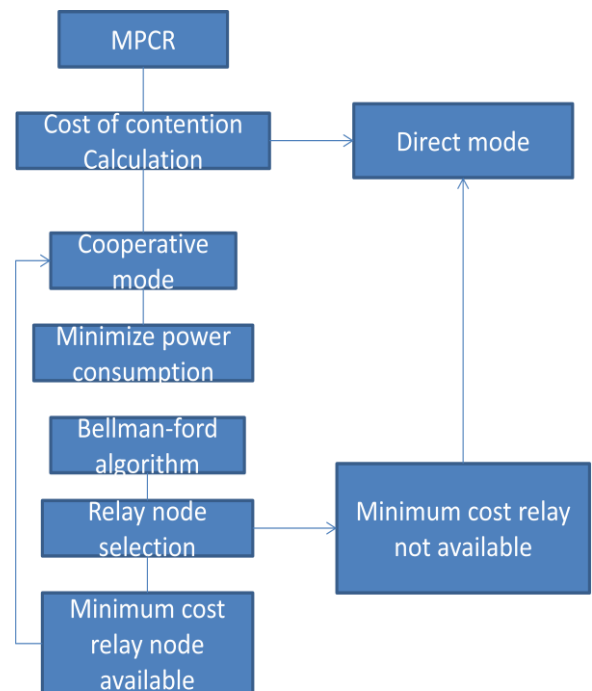 MPCR
Cost of contention
Calculation
Direct mode
Cooperative
mode
Minimize power
consumption
Bellman-ford
algorithm
Relay node
selection
Minimum cost relay
not available
Minimum cost
relay node
available